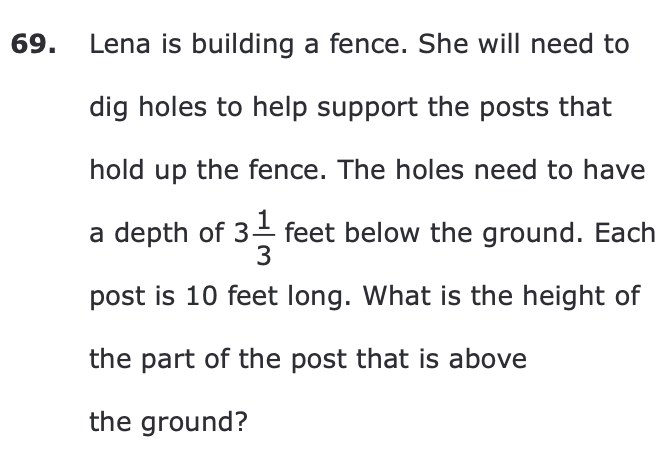 69. Lena is building a fence. She will need to
dig holes to help support the posts that
hold up the fence. The holes need to have
a depth of 3 1/3 feet below the ground. Each
post is 10 feet long. What is the height of
the part of the post that is above
the ground?